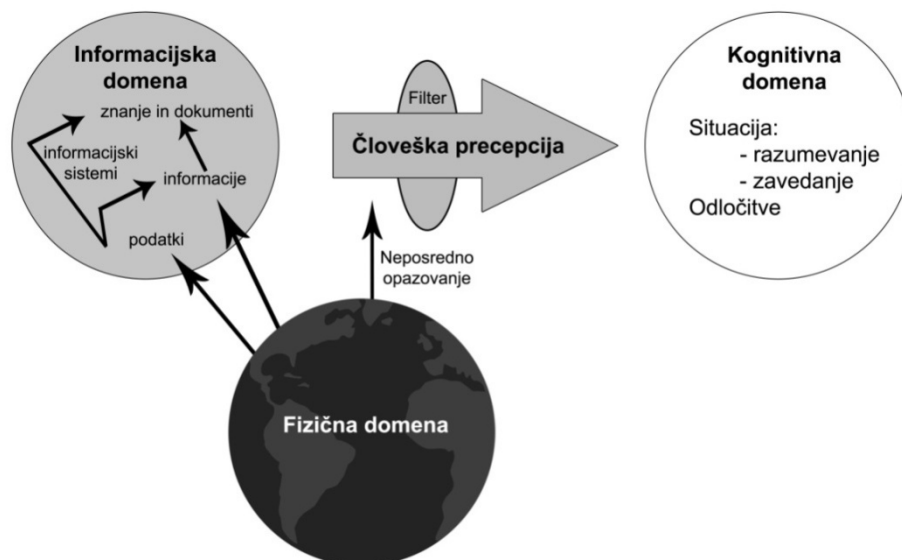 Informacijska
domena
znanje in dokumenti
informacijski
sistemi
informacije
podatki
Filter
Človeška precepcija
Neposredno
opazovanje
Kognitivna
domena
Situacija:
- razumevanje
- zavedanje
Odločitve
Fizična domena